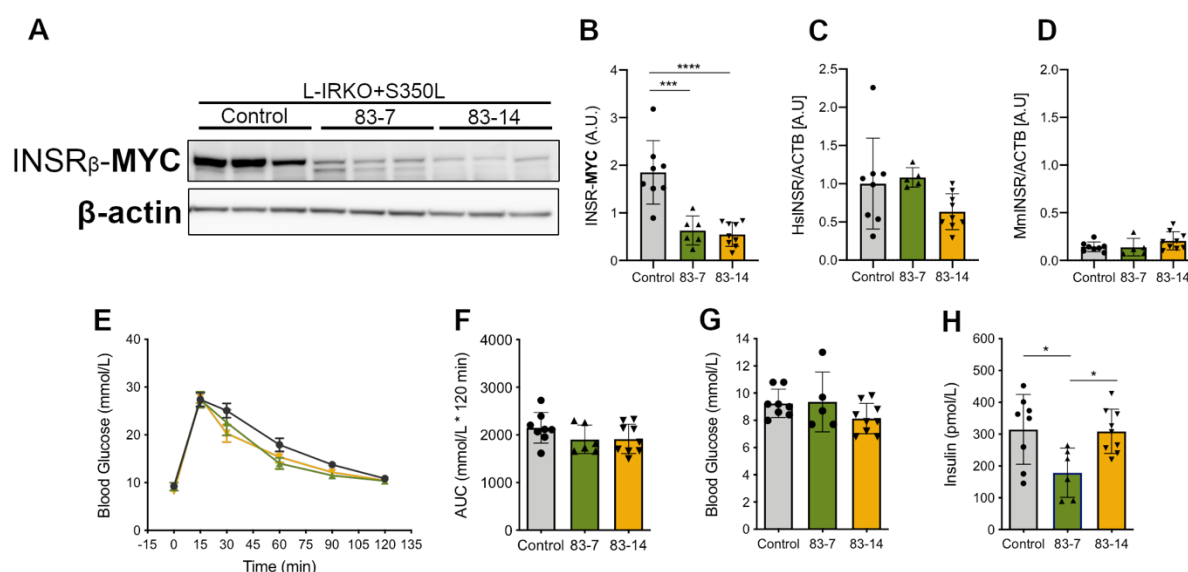 A
L-IRKO+S350L
Control 83-7 83-14
INSRβ-MYC
β-actin
B
INSR-MYC (A.U.)
4
3
2
1
0
****
***
Control 83-7 83-14
C
HsINSR/ACTB [A.U]
2.5
2.0
1.5
1.0
0.5
0.0
Control 83-7 83-14
D
MmINSR/ACTB [A.U]
2.5
2.0
1.5
1.0
0.5
0.0
Control 83-7 83-14
E
Blood Glucose (mmol/L)
40
30
20
10
0
-15 0 15 30 45 60 75 90 105 120 135
Time (min)
F
AUC (mmol/L * 120 min)
4000
3000
2000
1000
0
Control 83-7 83-14
G
Blood Glucose (mmol/L)
14
12
10
8
6
4
2
0
Control 83-7 83-14
H
Insulin (pmol/L)
600
500
400
300
200
100
0
*
*
Control 83-7 83-14